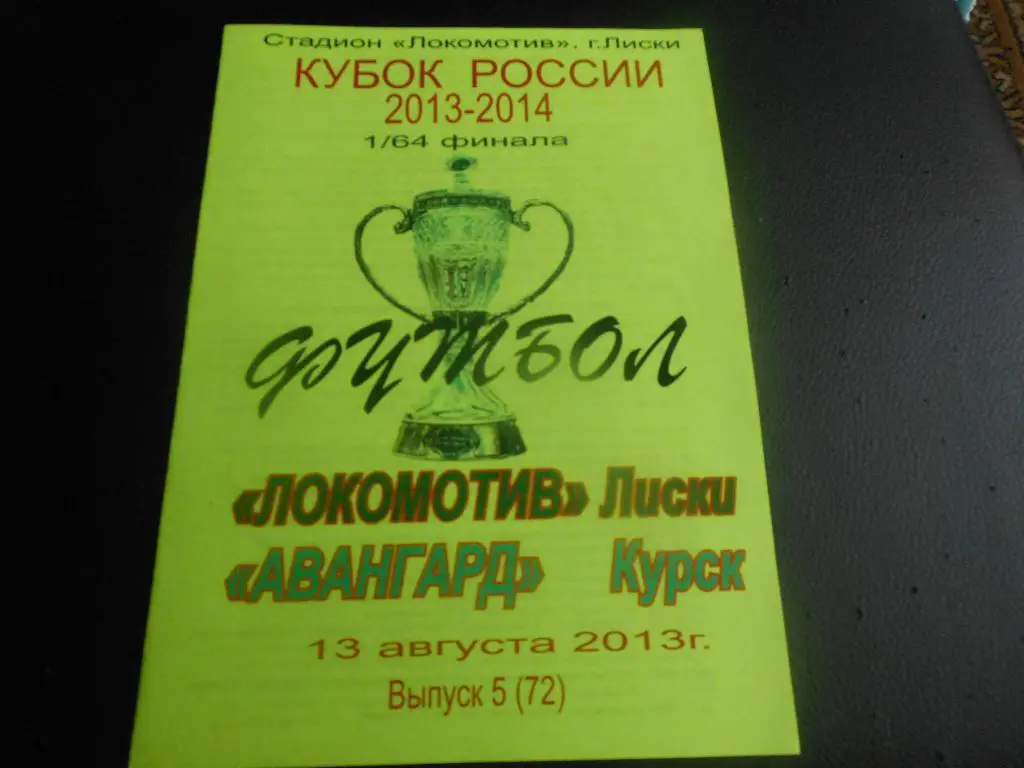 Стадион «Локомотив». г.Лиски
КУБОК РОССИИ
2013-2014
1/64 финала
ФУТБОЛ
«ЛОКОМОТИВ» Лиски
«АВАНГАРД» Курск
13 августа 2013г.
Выпуск 5 (72)